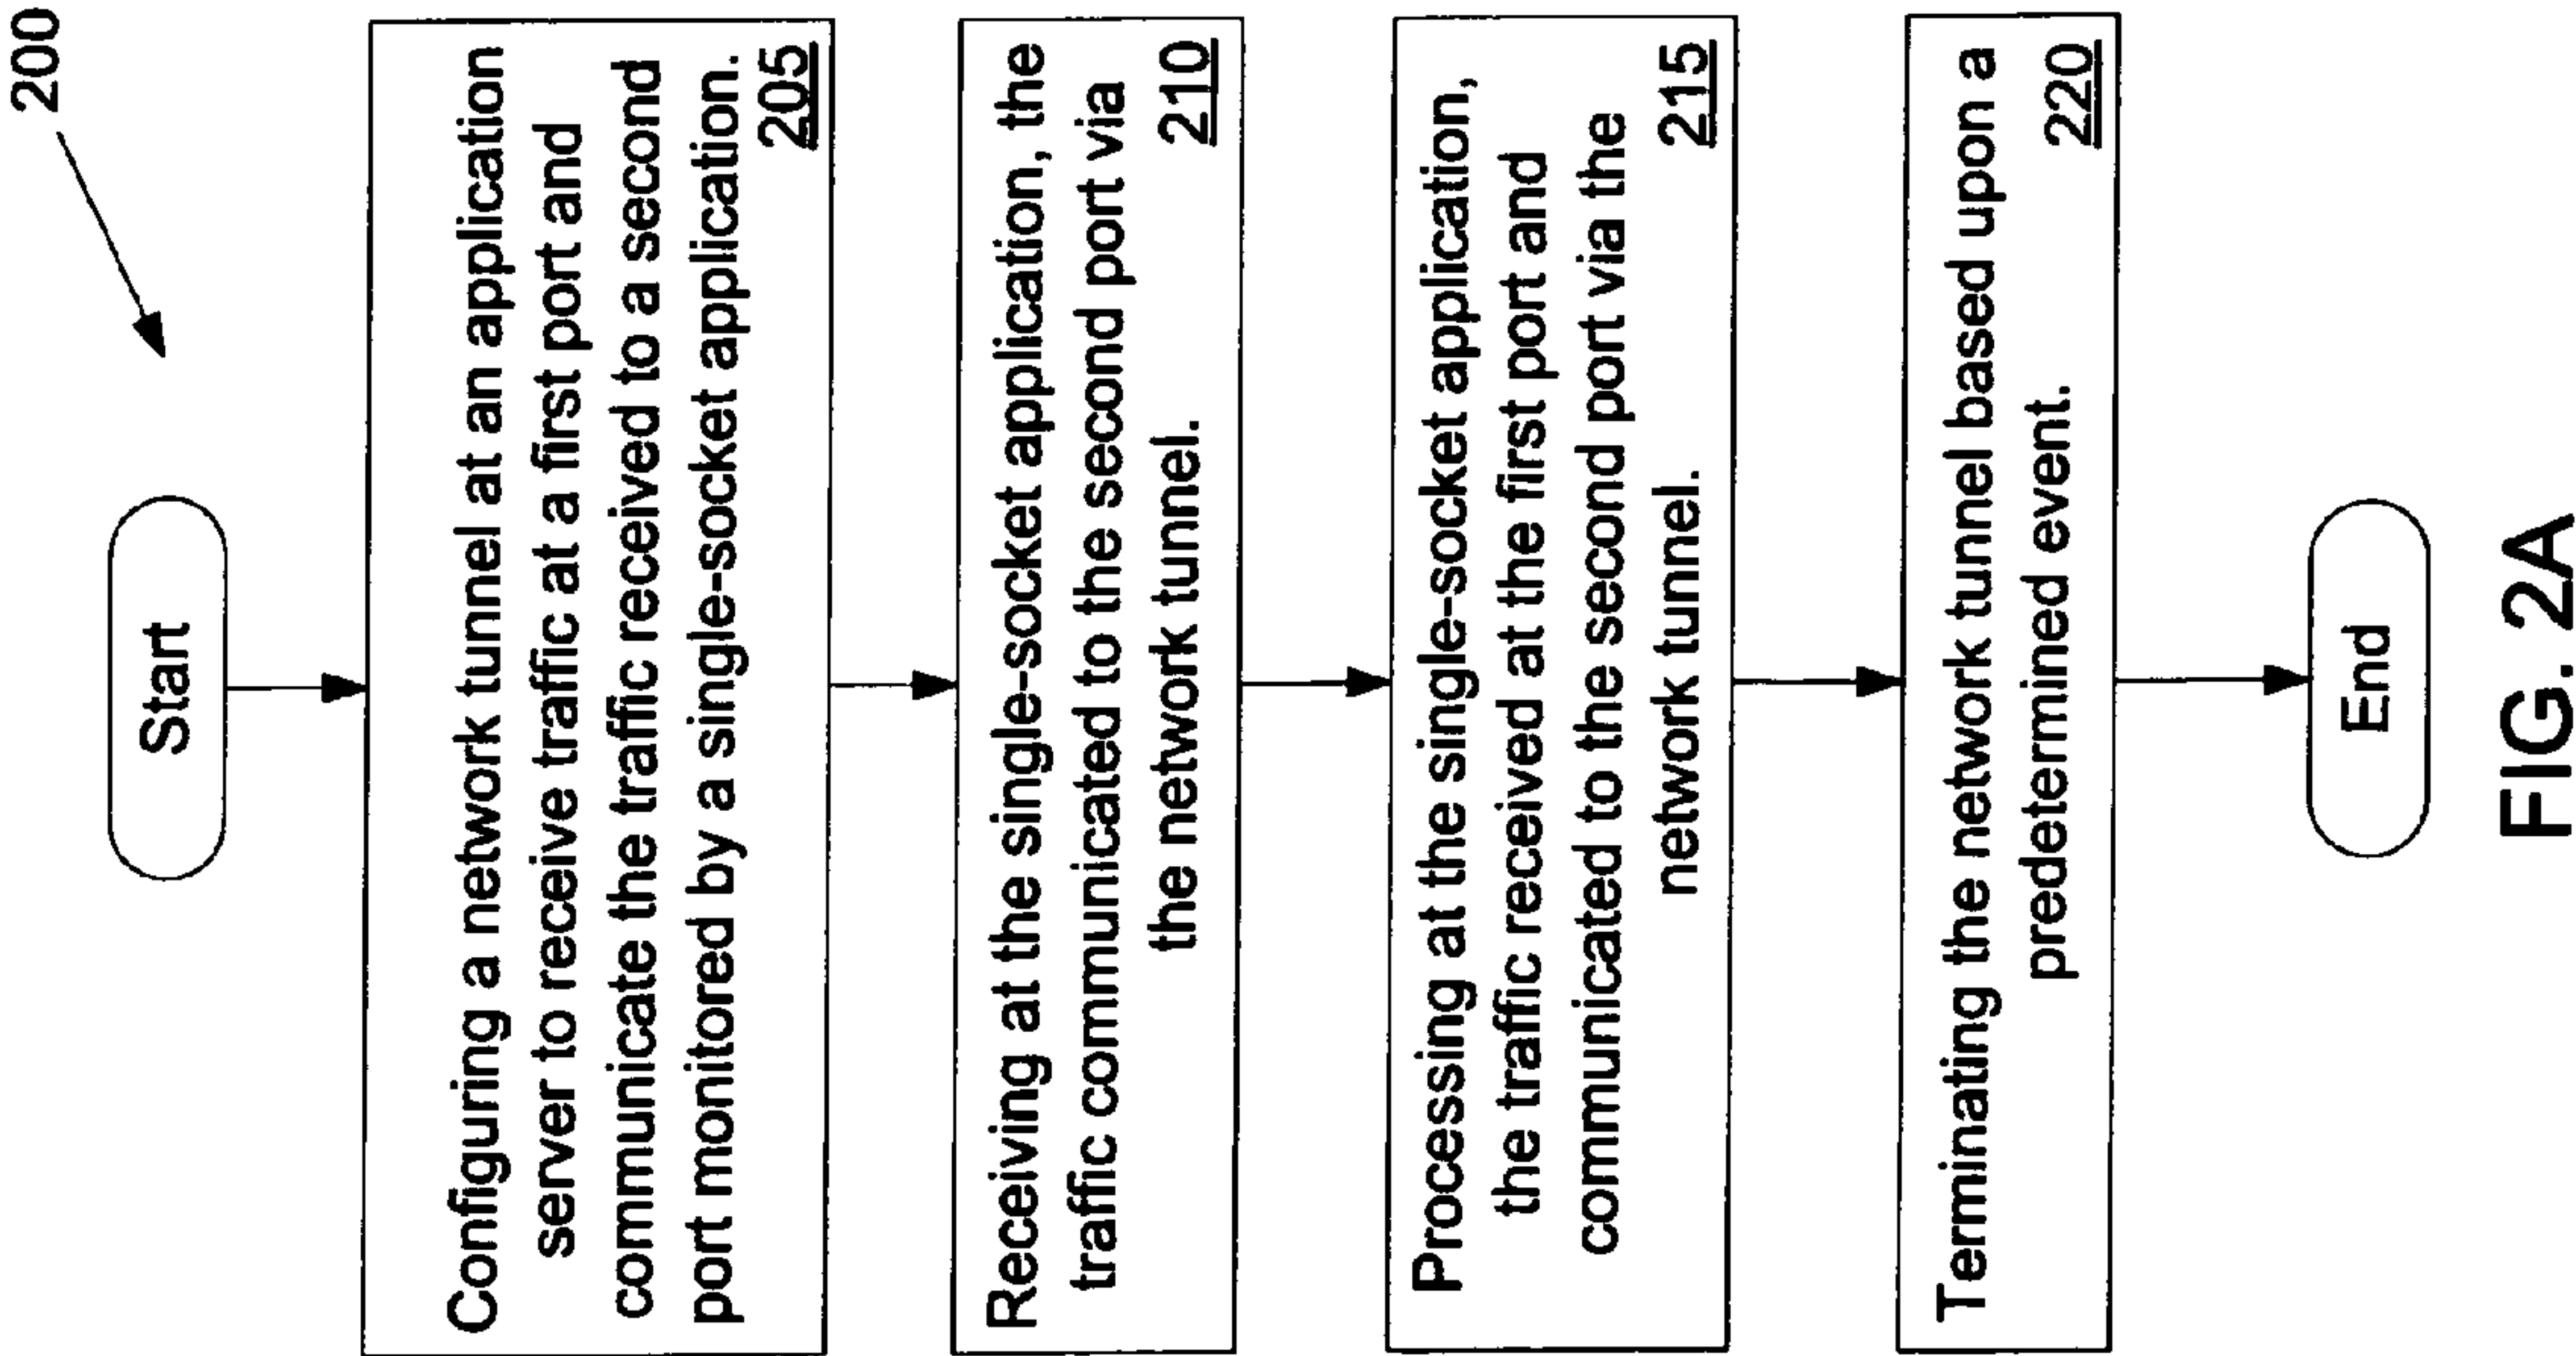 200
Start
Configuring a network tunnel at an application
server to receive traffic at a first port and
communicate the traffic received to a second
port monitored by a single-socket application.
205
Receiving at the single-socket application, the
traffic communicated to the second port via
the network tunnel.
210
Processing at the single-socket application,
the traffic received at the first port and
communicated to the second port via the
network tunnel.
215
Terminating the network tunnel based upon a
predetermined event.
220
End
FIG. 2A